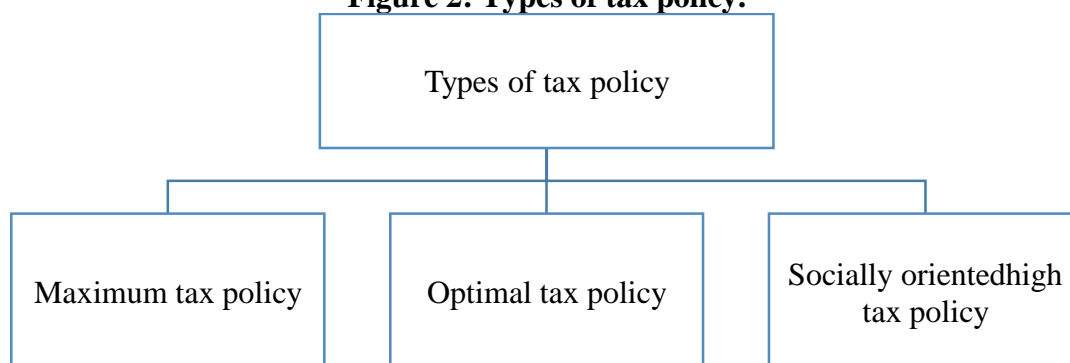 Figure 2: Types of tax policy.
Types of tax policy
Maximum tax policy
Optimal tax policy
Socially orientedhigh
tax policy